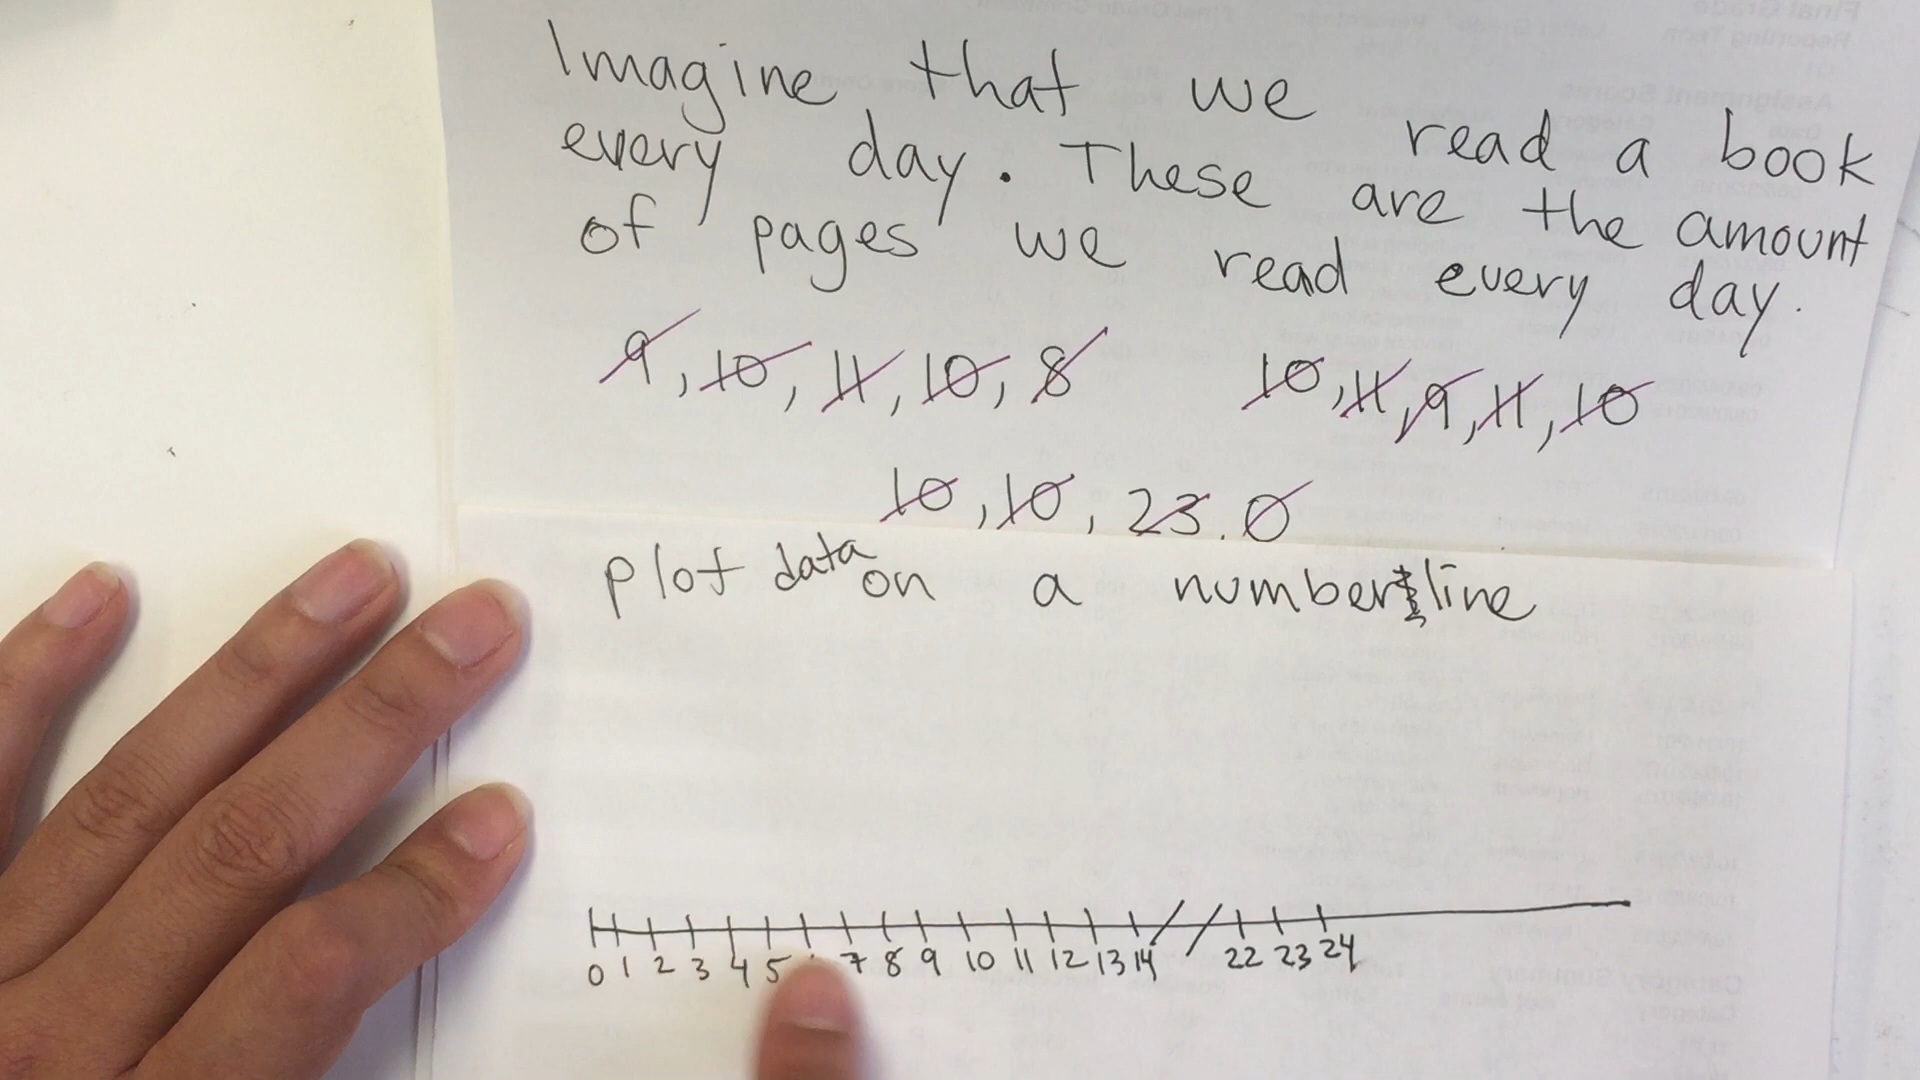 Imagine that we read a book
every day. These are the amount
of pages we read every day.
9, 10, 11, 10, 8 10, 11, 9, 11, 10
10, 10, 23. 0
plot data on a number line
0 1 2 3 4 5 7 8 9 10 11 12 13 14 22 23 24